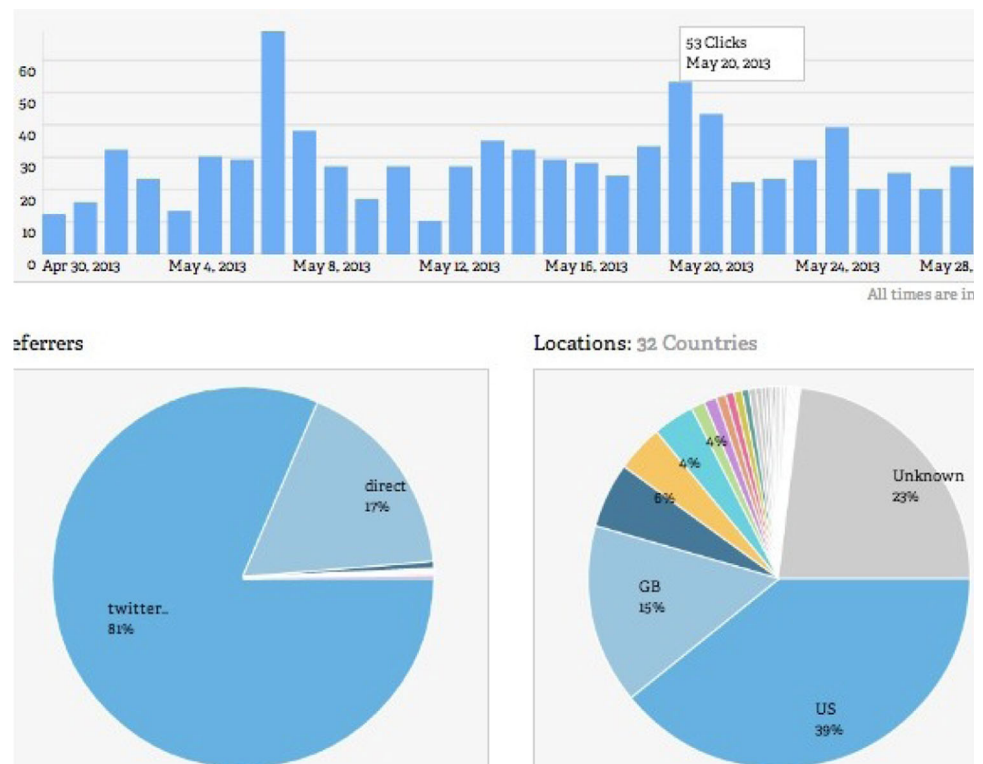 53 Clicks
May 20, 2013
60
50
40
30
20
10
0
Apr 30, 2013 May 4, 2013 May 8, 2013 May 12, 2013 May 16, 2013 May 20, 2013 May 24, 2013 May 28,
All times are in
eferrers
Locations: 32 Countries
direct
17%
twitter...
81%
4%
4%
6%
Unknown
23%
GB
15%
US
39%